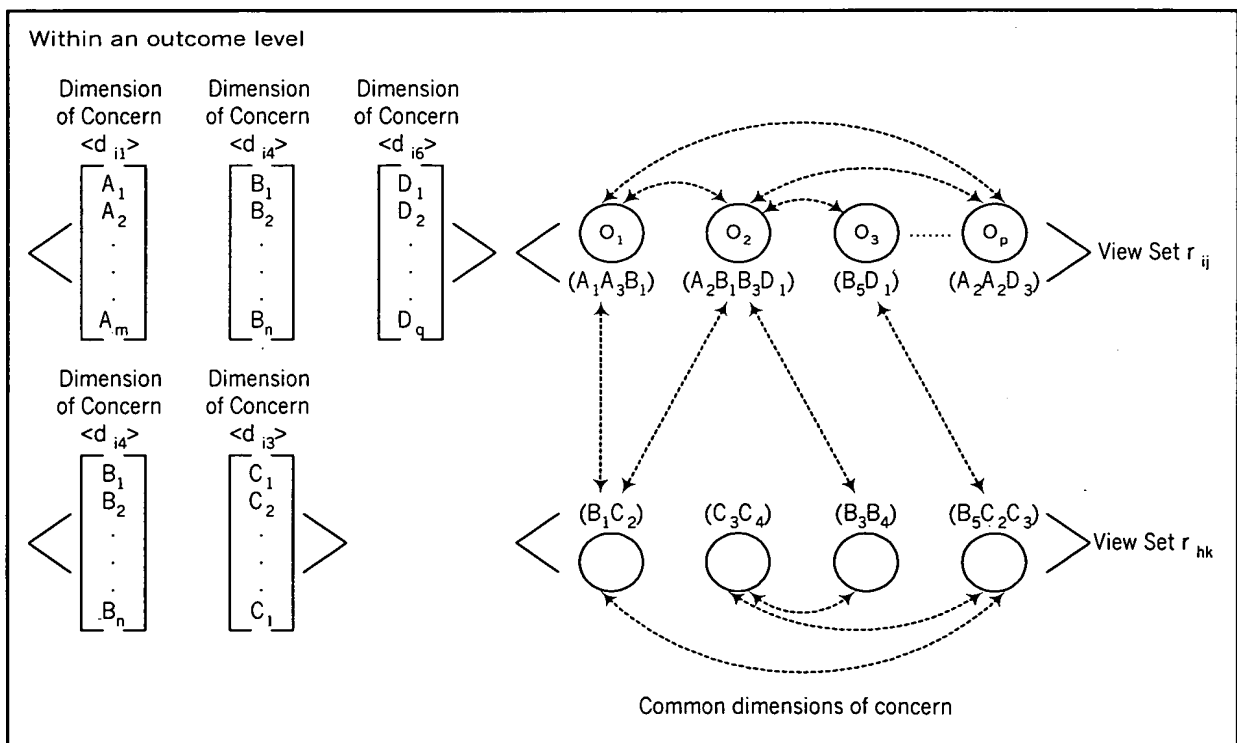 Within an outcome level
Dimension of Concern <d i1>
A1
A2
.
.
.
Am
Dimension of Concern <d i4>
B1
B2
.
.
.
Bn
Dimension of Concern <d i6>
D1
D2
.
.
.
Dq
O1 O2 O3 ...... Op
(A1A3B1) (A2B1B3D1) (B5D1) (A2A2D3)
View Set r ij
Dimension of Concern <d i4>
B1
B2
.
.
.
Bn
Dimension of Concern <d i3>
C1
C2
.
.
.
C1
(B1C2) (C3C4) (B3B4) (B5C2C3)
View Set r hk
Common dimensions of concern